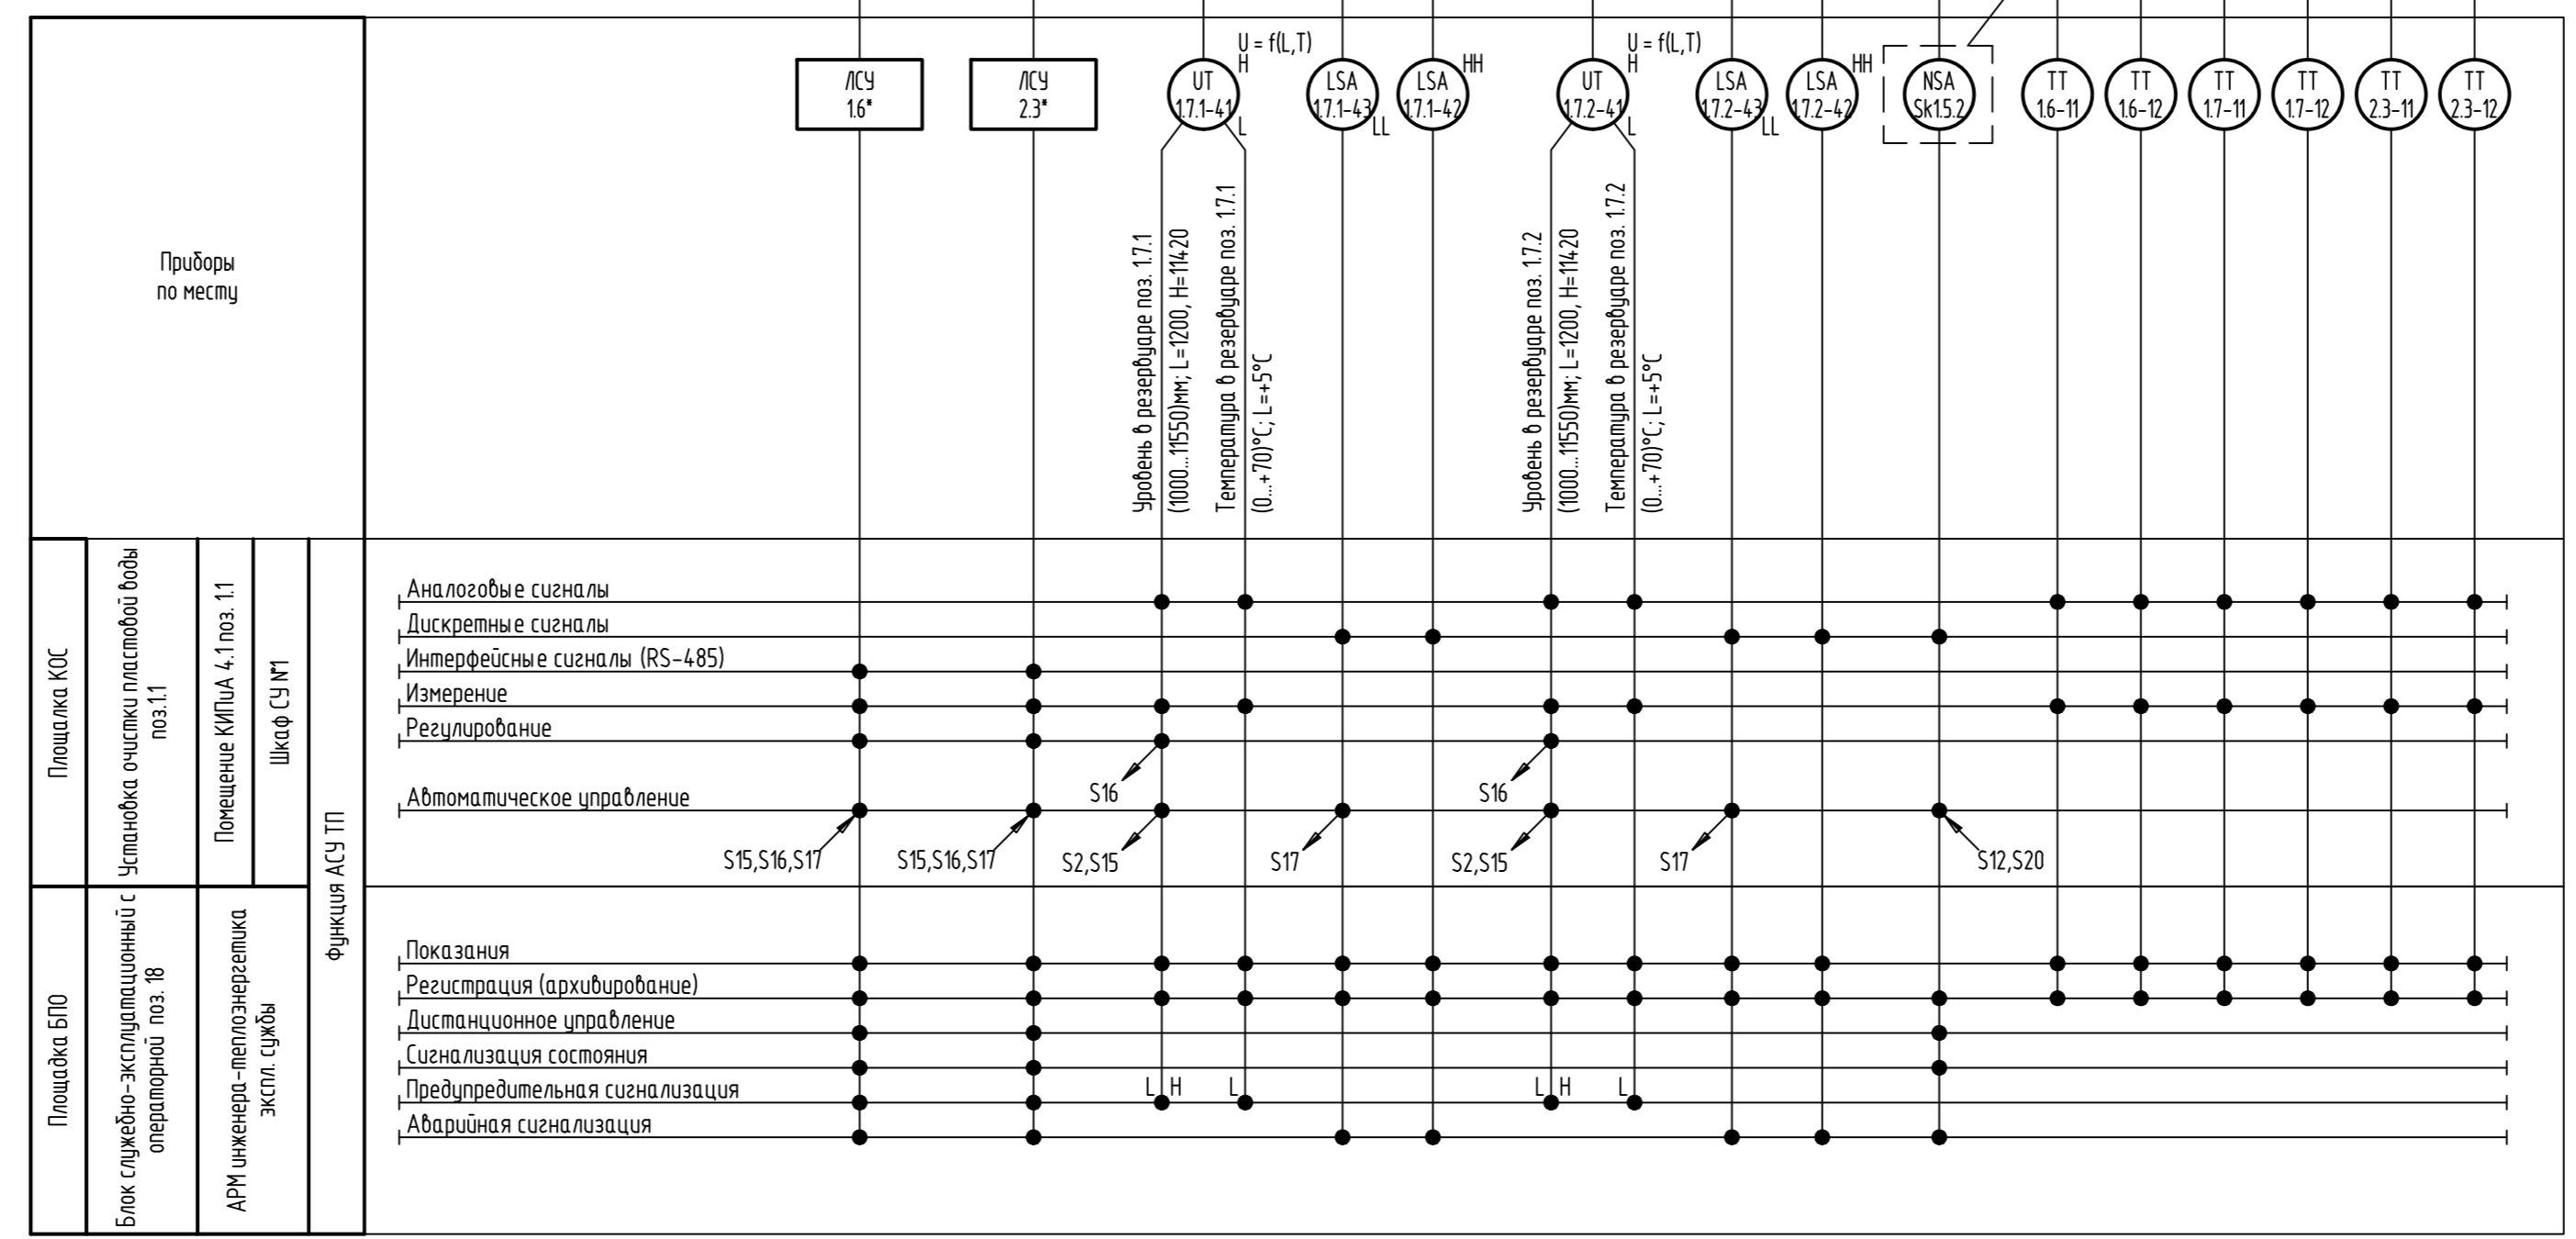 U = f(L,T)
H
U = f(L,T)
H
ЛСУ
1.6*
ЛСУ
2.3*
UT
1.7.1-41
L
LSA
1.7.1-43
LL
LSA
1.7.1-42
HH
UT
1.7.2-41
L
LSA
1.7.2-43
LL
LSA
1.7.2-42
HH
NSA
Sk1.5.2
TT
1.6-11
TT
1.6-12
TT
1.7-11
TT
1.7-12
TT
2.3-11
TT
2.3-12
Приборы
по месту
Уровень в резервуаре поз. 1.7.1
(1000...11550)мм; L=1200, H=11420
Температура в резервуаре поз. 1.7.1
(0...+70)°C; L=+5°C
Уровень в резервуаре поз. 1.7.2
(1000...11550)мм; L=1200, H=11420
Температура в резервуаре поз. 1.7.2
(0...+70)°C; L=+5°C
Площалка КОС
Установка очистки пластовой воды
поз.1.1
Помещение КИПиА 4.1 поз. 1.1
Шкаф СУ №1
Функция АСУ ТП
Аналоговые сигналы
Дискретные сигналы
Интерфейсные сигналы (RS-485)
Измерение
Регулирование
S16
S16
Автоматическое управление
S15,S16,S17
S15,S16,S17
S2,S15
S17
S2,S15
S17
S12,S20
Площадка БПО
Блок служебно-эксплуатационный с
операторной поз. 18
АРМ инженера-теплоэнергетика
экспл. сужбы
Показания
Регистрация (архивирование)
Дистанционное управление
Сигнализация состояния
Предупредительная сигнализация
L H
L
L H
L
Аварийная сигнализация